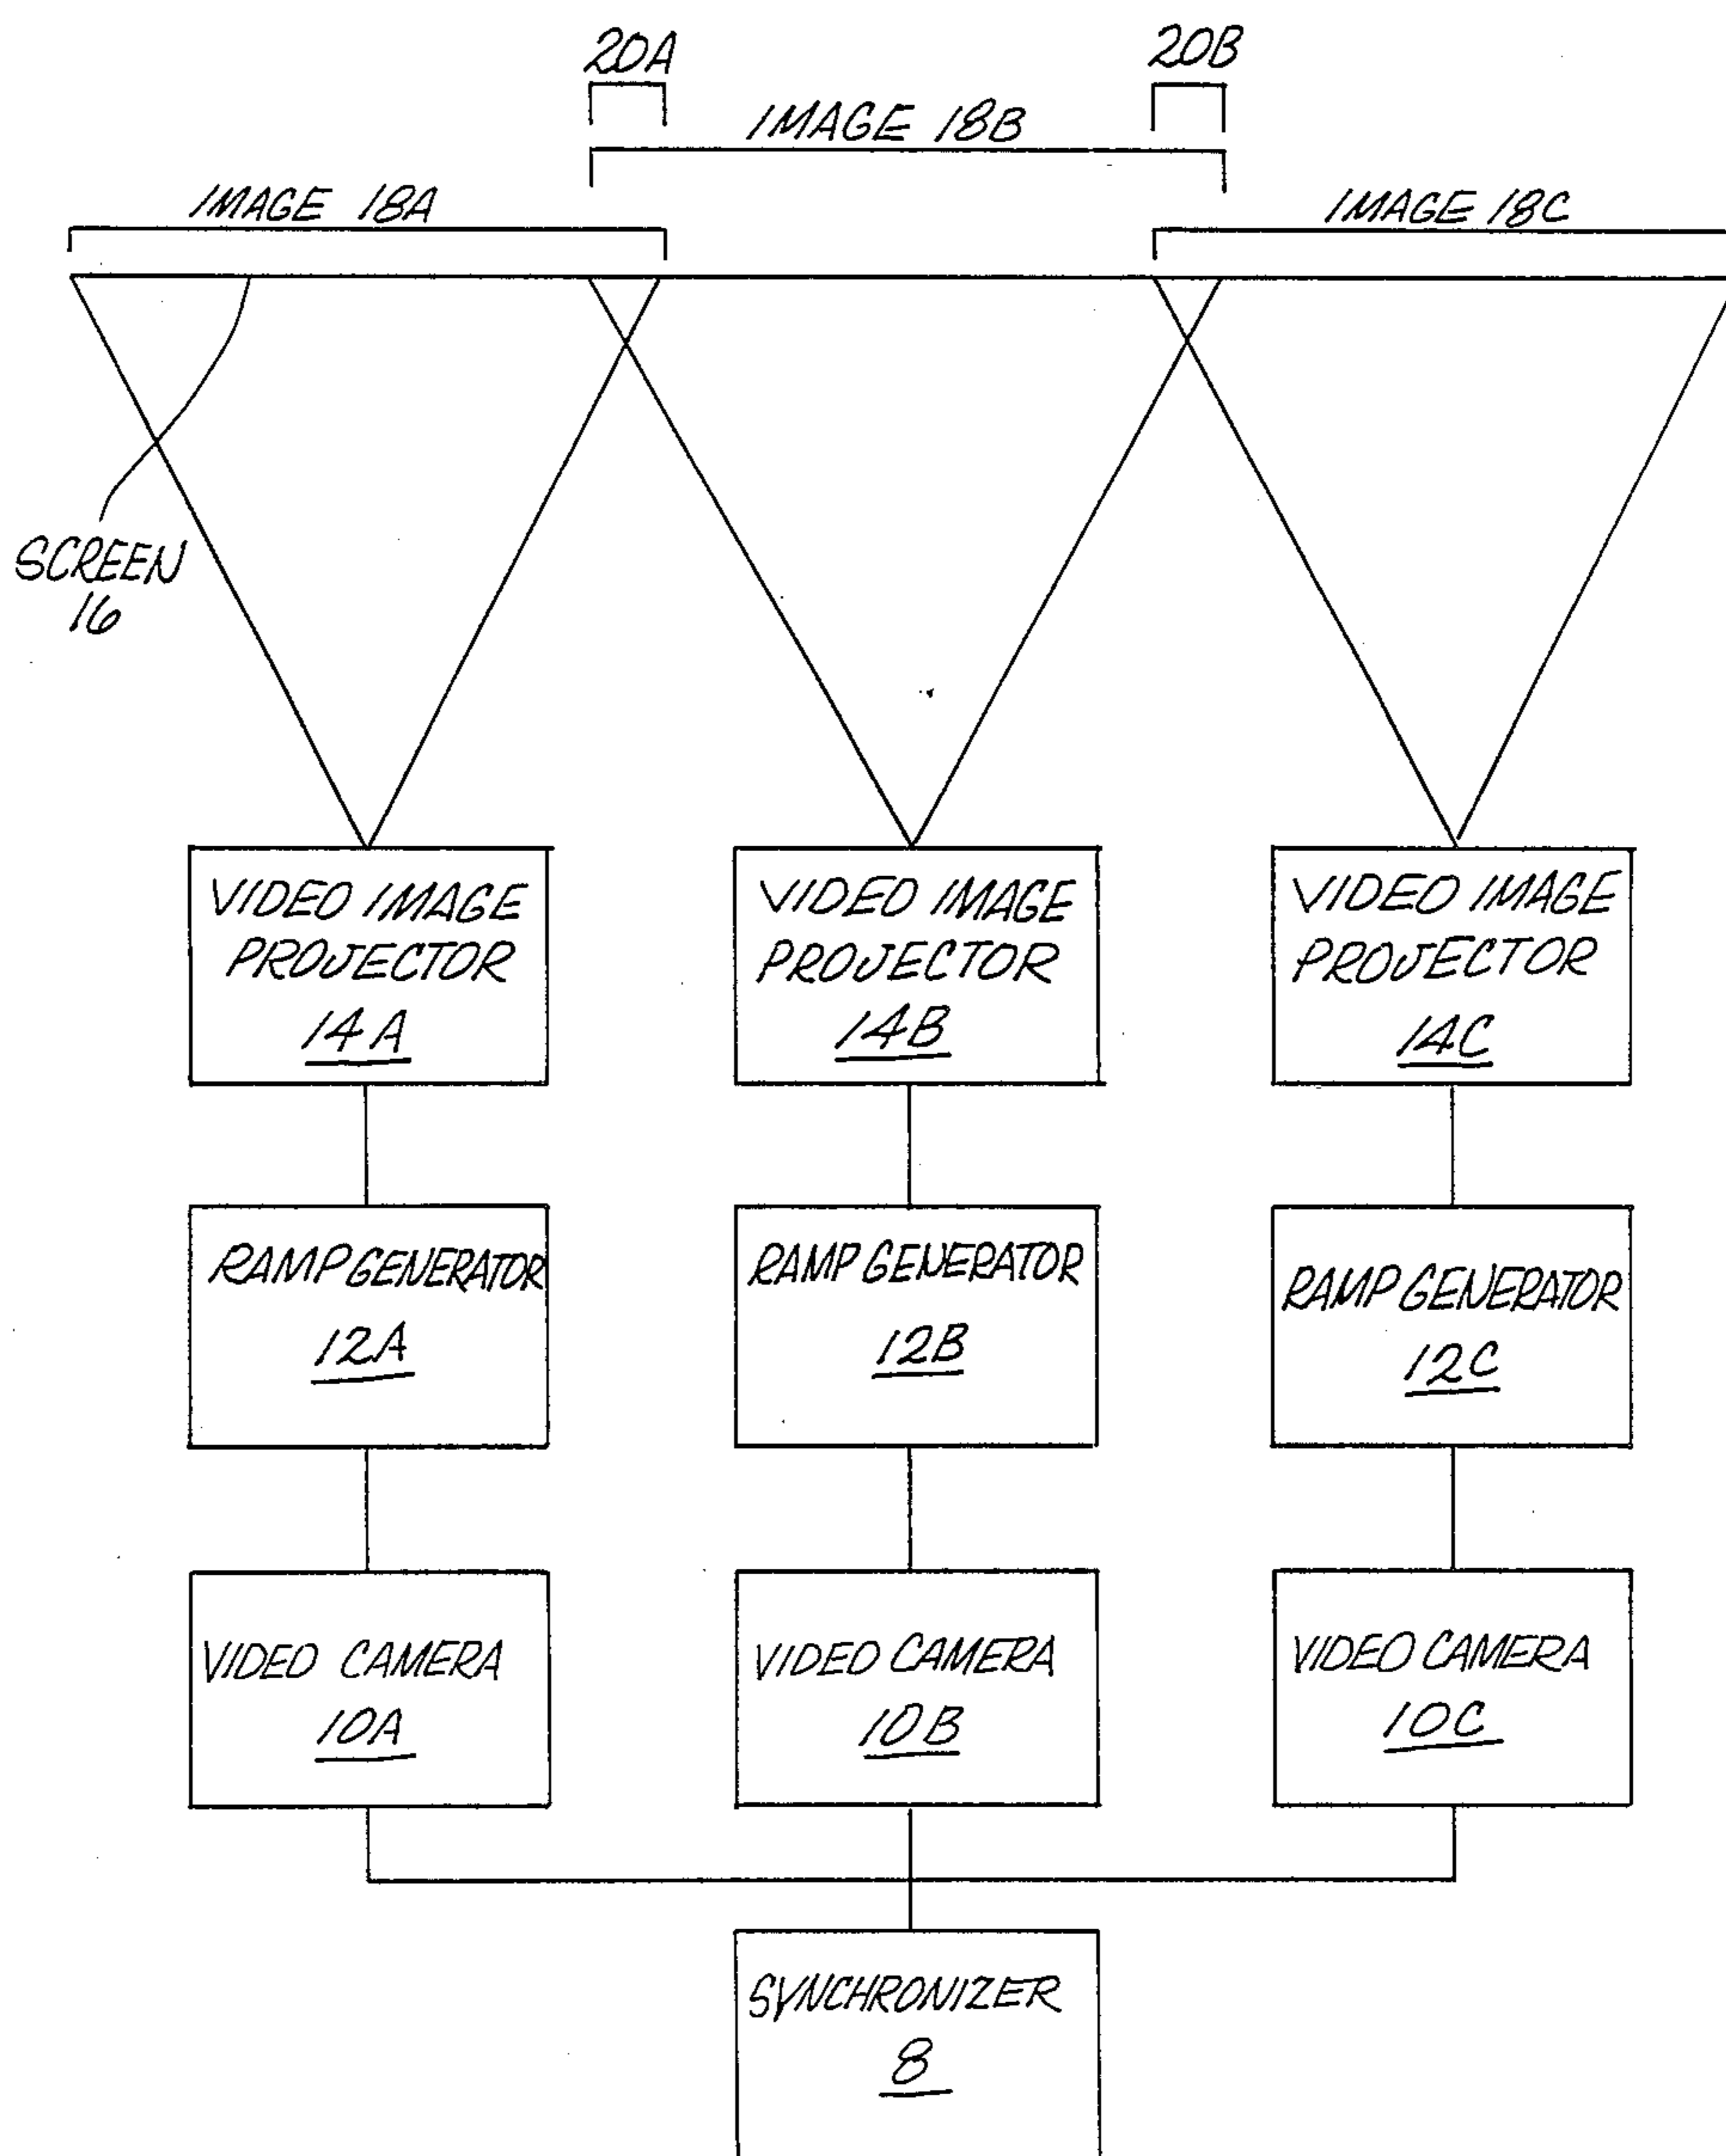 20A
20B
IMAGE 18B
IMAGE 18A
IMAGE 18C
SCREEN
16
VIDEO IMAGE
PROJECTOR
14A
VIDEO IMAGE
PROJECTOR
14B
VIDEO IMAGE
PROJECTOR
14C
RAMP GENERATOR
12A
RAMP GENERATOR
12B
RAMP GENERATOR
12C
VIDEO CAMERA
10A
VIDEO CAMERA
10B
VIDEO CAMERA
10C
SYNCHRONIZER
8